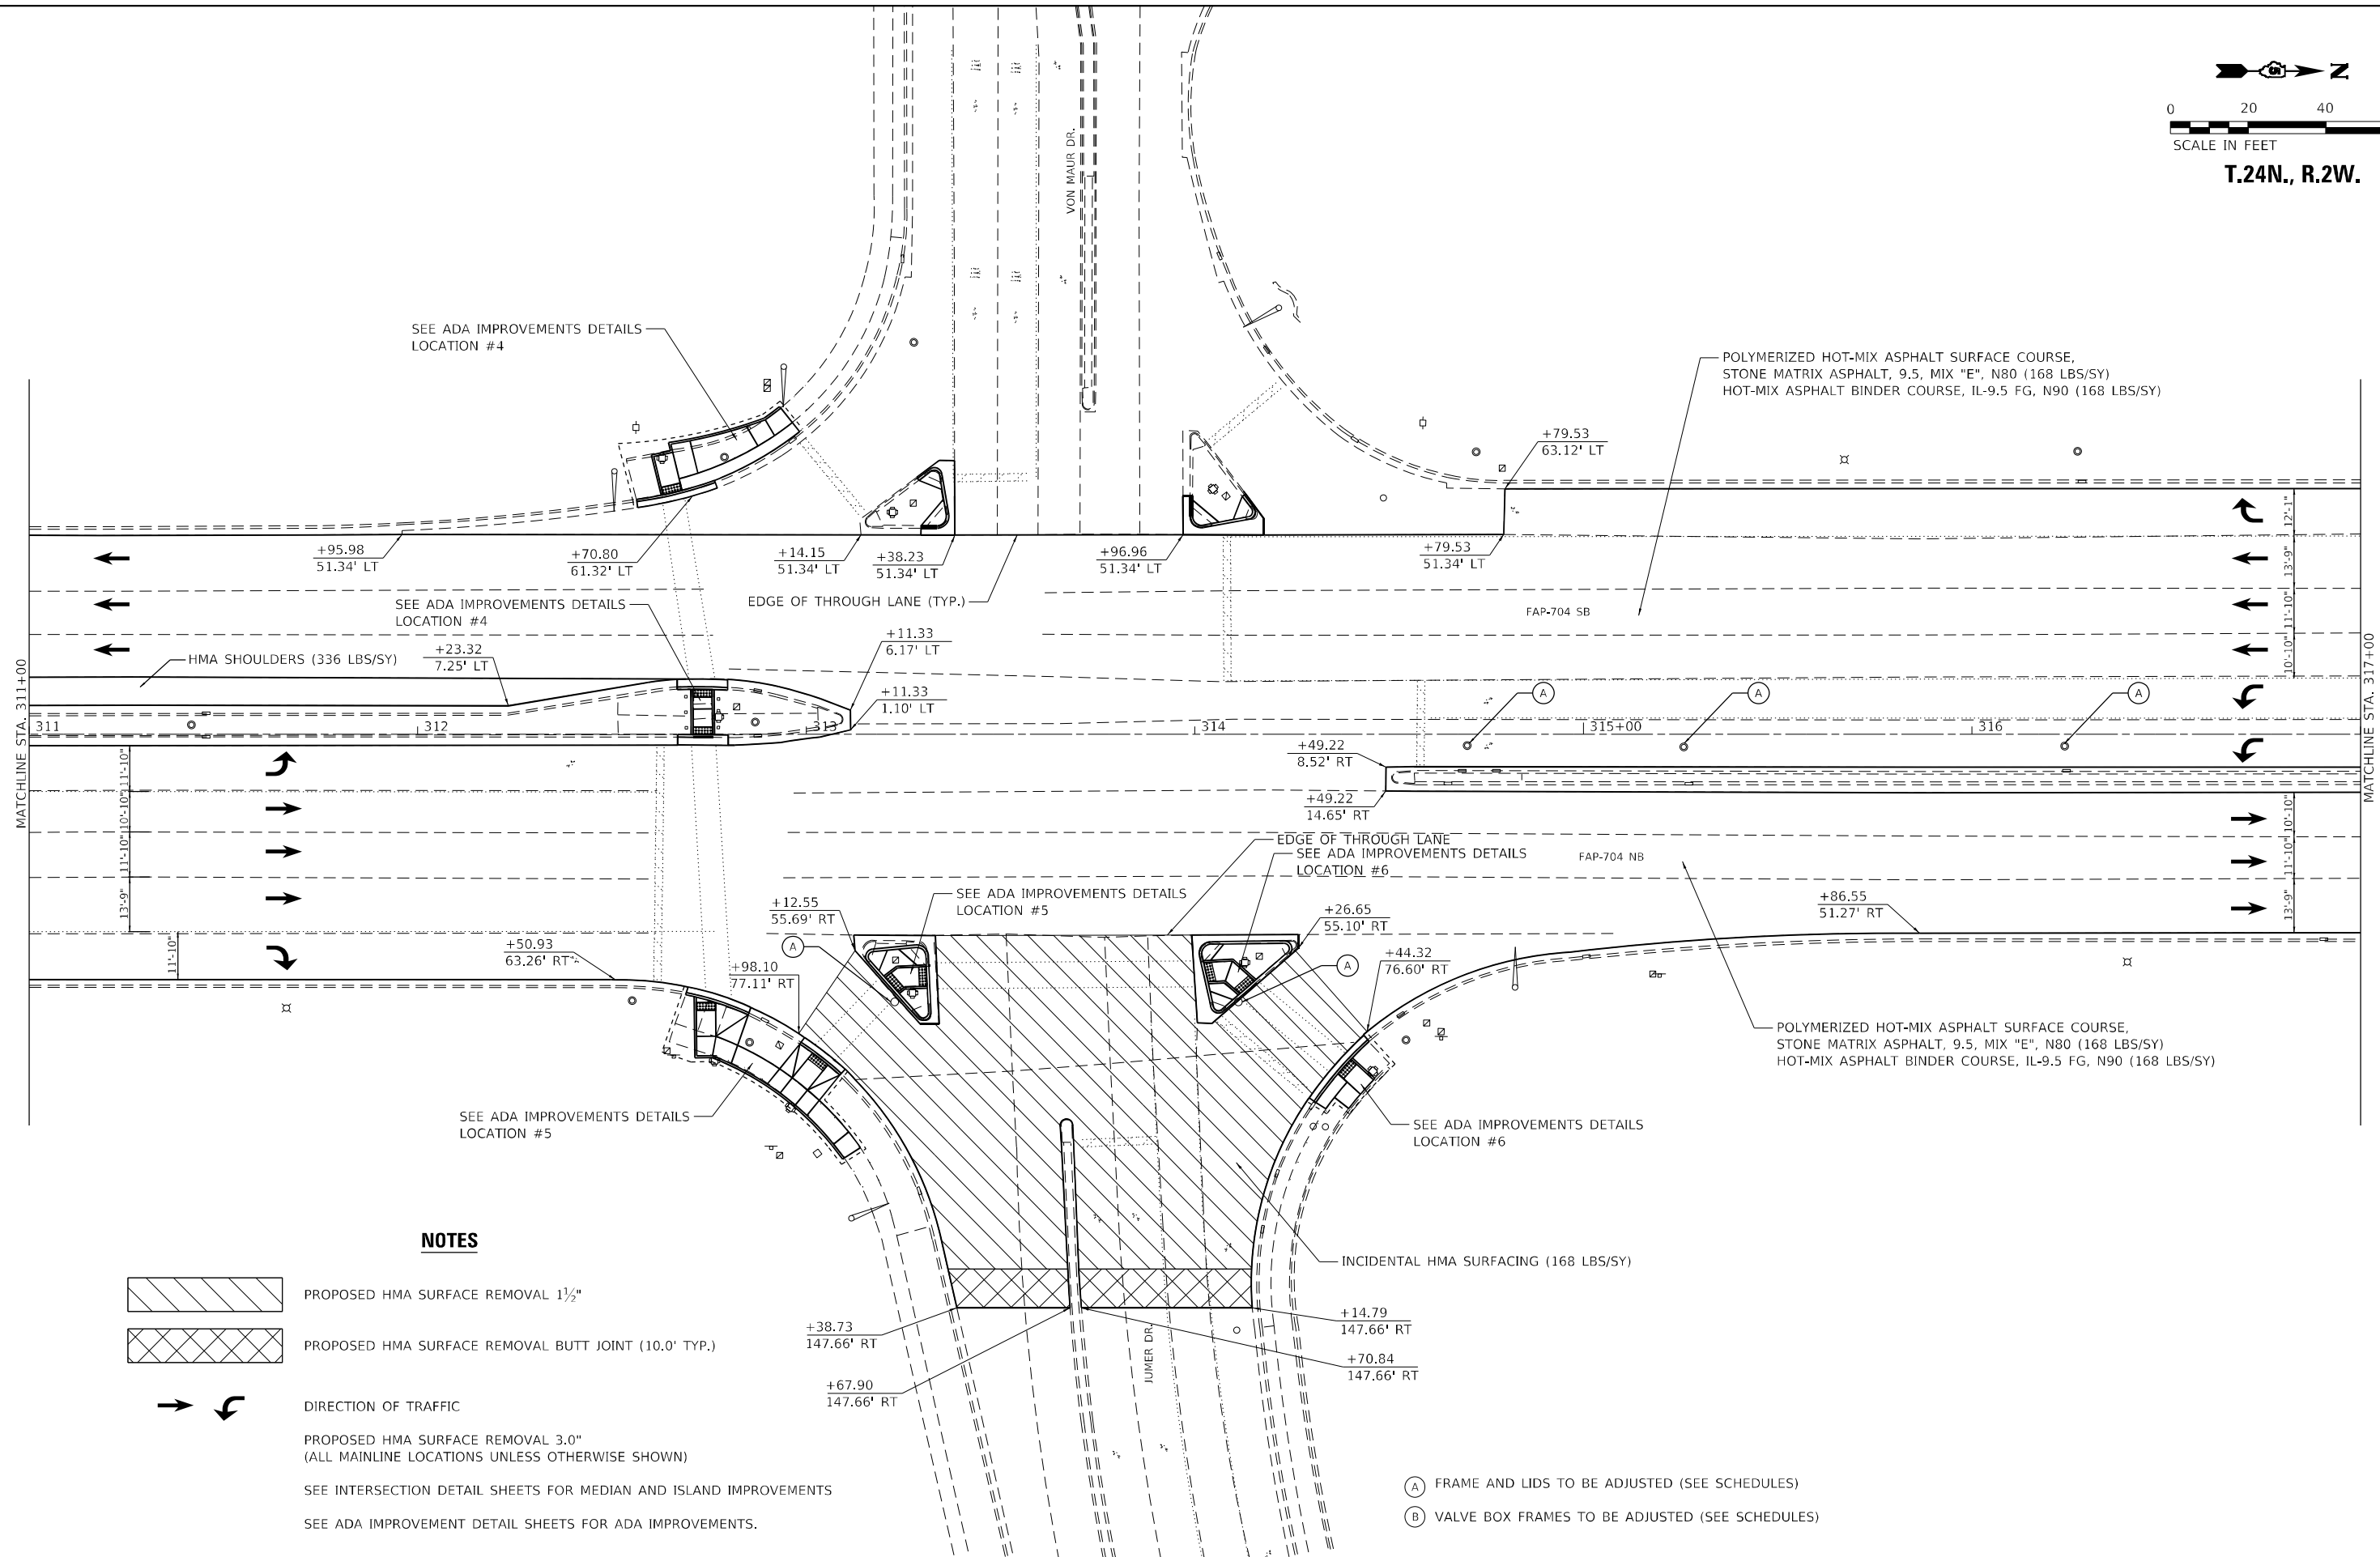 N
0 20 40
SCALE IN FEET
T.24N., R.2W.
VON MAUR DR.
SEE ADA IMPROVEMENTS DETAILS
LOCATION #4
POLYMERIZED HOT-MIX ASPHALT SURFACE COURSE,
STONE MATRIX ASPHALT, 9.5, MIX "E", N80 (168 LBS/SY)
HOT-MIX ASPHALT BINDER COURSE, IL-9.5 FG, N90 (168 LBS/SY)
+79.53
63.12' LT
+95.98
51.34' LT
+70.80
61.32' LT
+14.15
51.34' LT
+38.23
51.34' LT
+96.96
51.34' LT
+79.53
51.34' LT
12'-1"
13'-9"
11'-10"
10'-10"
EDGE OF THROUGH LANE (TYP.)
SEE ADA IMPROVEMENTS DETAILS
LOCATION #4
FAP-704 SB
+11.33
6.17' LT
HMA SHOULDERS (336 LBS/SY)
+23.32
7.25' LT
+11.33
1.10' LT
A
A
A
MATCHLINE STA. 311+00
MATCHLINE STA. 317+00
311
312
313
314
315+00
316
+49.22
8.52' RT
+49.22
14.65' RT
11'-10"
10'-10"
11'-10"
13'-9"
11'-10"
10'-10"
11'-10"
13'-9"
EDGE OF THROUGH LANE
SEE ADA IMPROVEMENTS DETAILS
LOCATION #6
FAP-704 NB
SEE ADA IMPROVEMENTS DETAILS
LOCATION #5
+12.55
55.69' RT
+26.65
55.10' RT
+86.55
51.27' RT
A
+50.93
63.26' RT
+98.10
77.11' RT
A
+44.32
76.60' RT
POLYMERIZED HOT-MIX ASPHALT SURFACE COURSE,
STONE MATRIX ASPHALT, 9.5, MIX "E", N80 (168 LBS/SY)
HOT-MIX ASPHALT BINDER COURSE, IL-9.5 FG, N90 (168 LBS/SY)
SEE ADA IMPROVEMENTS DETAILS
LOCATION #5
SEE ADA IMPROVEMENTS DETAILS
LOCATION #6
INCIDENTAL HMA SURFACING (168 LBS/SY)
+38.73
147.66' RT
+14.79
147.66' RT
+67.90
147.66' RT
+70.84
147.66' RT
JUMER DR.
NOTES
PROPOSED HMA SURFACE REMOVAL 1½"
PROPOSED HMA SURFACE REMOVAL BUTT JOINT (10.0' TYP.)
DIRECTION OF TRAFFIC
PROPOSED HMA SURFACE REMOVAL 3.0"
(ALL MAINLINE LOCATIONS UNLESS OTHERWISE SHOWN)
SEE INTERSECTION DETAIL SHEETS FOR MEDIAN AND ISLAND IMPROVEMENTS
SEE ADA IMPROVEMENT DETAIL SHEETS FOR ADA IMPROVEMENTS.
A FRAME AND LIDS TO BE ADJUSTED (SEE SCHEDULES)
B VALVE BOX FRAMES TO BE ADJUSTED (SEE SCHEDULES)